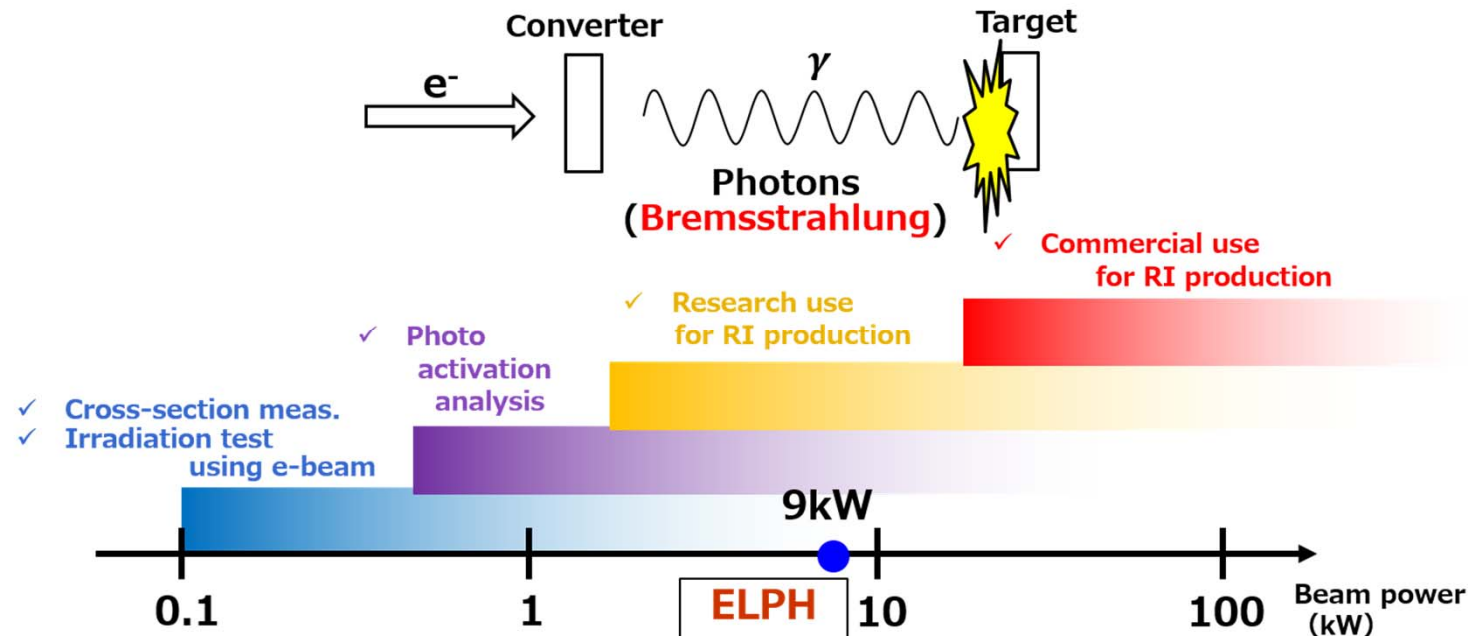 Converter
Target
e-
γ
Photons
(Bremsstrahlung)
✓ Commercial use
for RI production
✓ Research use
for RI production
✓ Photo
activation
analysis
✓ Cross-section meas.
✓ Irradiation test
using e-beam
9kW
0.1
1
ELPH
10
100
Beam power
(kW)